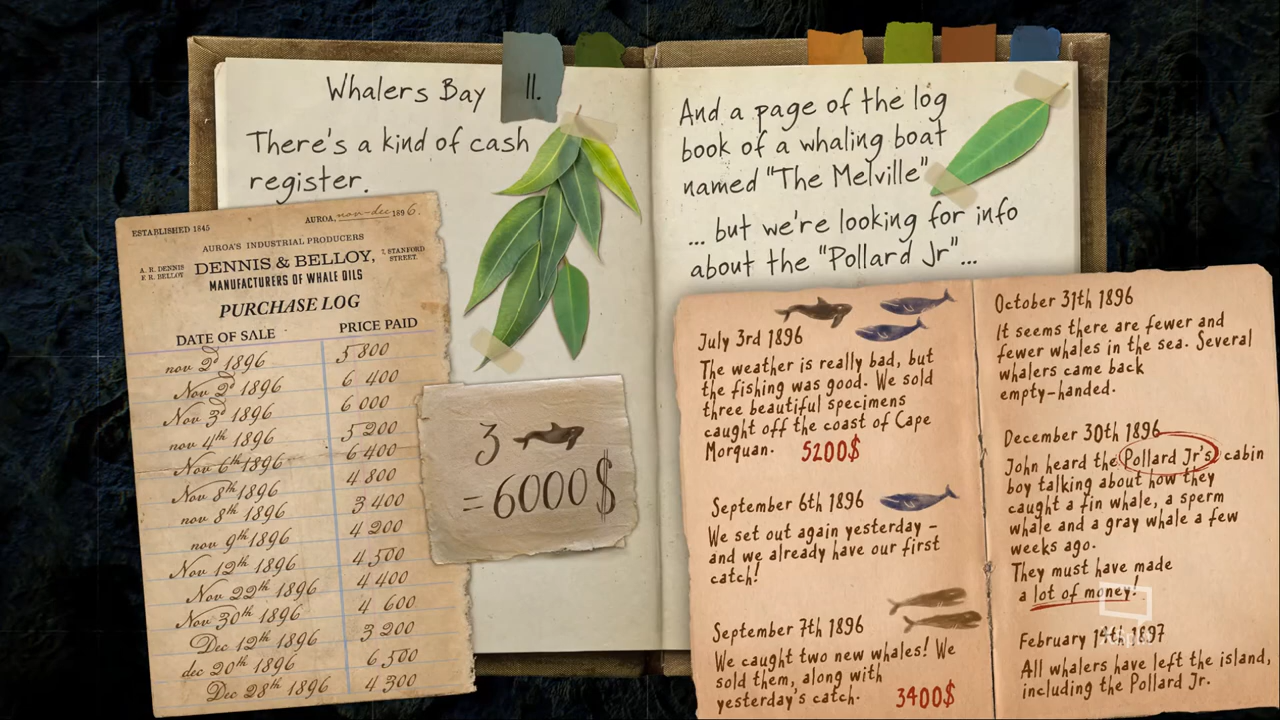 Whalers Bay
II.
There's a kind of cash
register.
ESTABLISHED 1845
AUROA, nov-dec 1896.
AUROA'S INDUSTRIAL PRODUCERS
A. R. DENNIS
F. R. BELLOY
DENNIS & BELLOY,
7, STANFORD
STREET.
MANUFACTURERS OF WHALE OILS
PURCHASE LOG
DATE OF SALE PRICE PAID
nov 2d 1896 5 800
Nov 2d 1896 6 400
Nov 3d 1896 6 000
nov 4th 1896 5 200
Nov 6th 1896 6 400
Nov 8th 1896 4 800
nov 8th 1896 3 400
nov 9th 1896 4 200
Nov 12th 1896 4 500
Nov 22th 1896 4 400
Nov 30th 1896 4 600
Dec 12th 1896 3 200
dec 20th 1896 6 500
Dec 28th 1896 4 300
3
= 6000$
And a page of the log
book of a whaling boat
named "The Melville"
... but we're looking for info
about the "Pollard Jr" ...
July 3rd 1896
The weather is really bad, but
the fishing was good. We sold
three beautiful specimens
caught off the coast of Cape
Morquan. 5200$
September 6th 1896
We set out again yesterday –
and we already have our first
catch!
September 7th 1896
We caught two new whales! We
sold them, along with
yesterday's catch. 3400$
October 31th 1896
It seems there are fewer and
fewer whales in the sea. Several
whalers came back
empty-handed.
December 30th 1896
John heard the Pollard Jr's cabin
boy talking about how they
caught a fin whale, a sperm
whale and a gray whale a few
weeks ago.
They must have made
a lot of money!
February 14th 1897
All whalers have left the island,
including the Pollard Jr.